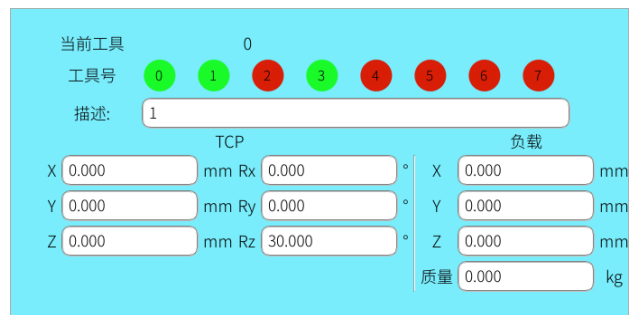 当前工具 0
工具号 0 1 2 3 4 5 6 7
描述: 1
TCP 负载
X 0.000 mm Rx 0.000 ° X 0.000 mm
Y 0.000 mm Ry 0.000 ° Y 0.000 mm
Z 0.000 mm Rz 30.000 ° Z 0.000 mm
质量 0.000 kg